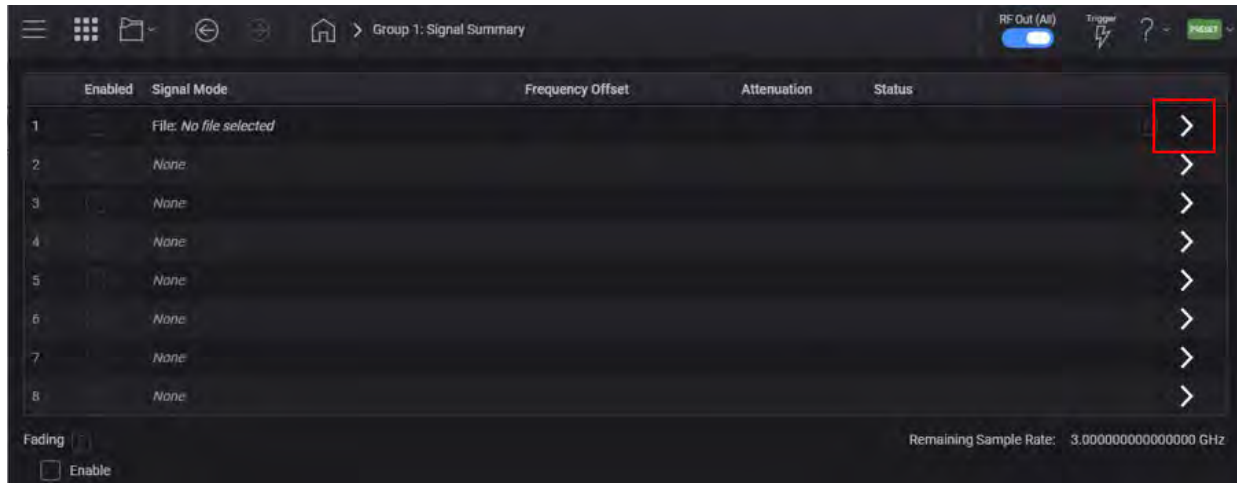 Group 1: Signal Summary
RF Out (All)
Trigger
?
PRESET
Enabled Signal Mode Frequency Offset Attenuation Status
1 File: No file selected
2 None
3 None
4 None
5 None
6 None
7 None
8 None
Fading
Remaining Sample Rate: 3.000000000000000 GHz
Enable